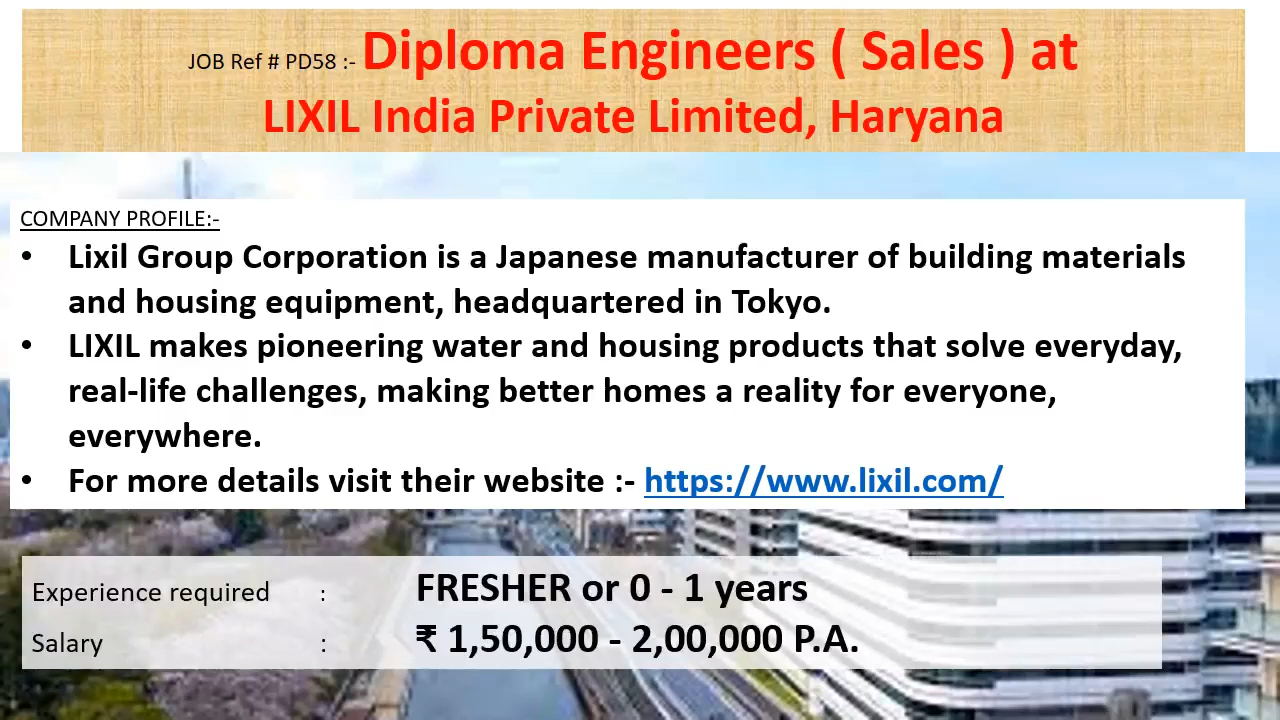 JOB Ref # PD58 :- Diploma Engineers ( Sales ) at
LIXIL India Private Limited, Haryana
COMPANY PROFILE:-
• Lixil Group Corporation is a Japanese manufacturer of building materials
and housing equipment, headquartered in Tokyo.
• LIXIL makes pioneering water and housing products that solve everyday,
real-life challenges, making better homes a reality for everyone,
everywhere.
• For more details visit their website :- https://www.lixil.com/
Experience required : FRESHER or 0 - 1 years
Salary : ₹ 1,50,000 - 2,00,000 P.A.